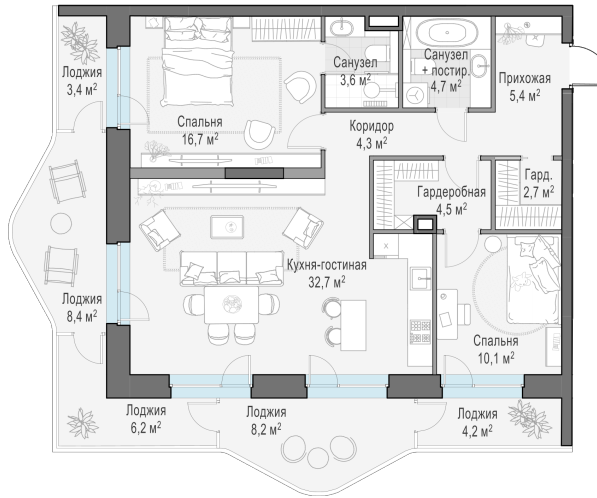 Лоджия
3,4 м²
Спальня
16,7 м²
Санузел
3,6 м²
Санузел
+ постир.
4,7 м²
Прихожая
5,4 м²
Коридор
4,3 м²
Гардеробная
4,5 м²
Гард.
2,7 м²
Кухня-гостиная
32,7 м²
Лоджия
8,4 м²
Спальня
10,1 м²
Лоджия
6,2 м²
Лоджия
8,2 м²
Лоджия
4,2 м²